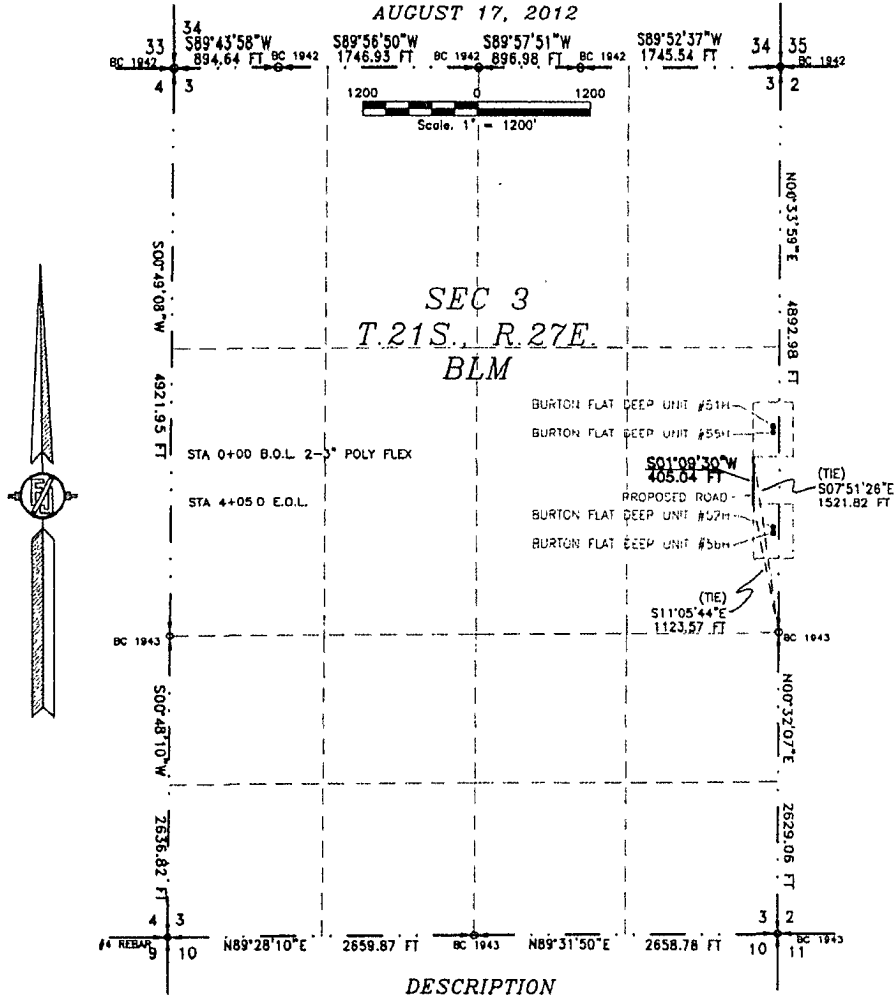 AUGUST 17, 2012
33 34
34 35
S89°43'58"W
894.64 FT
S89°56'50"W
1746.93 FT
S89°57'51"W
896.98 FT
S89°52'37"W
1745.54 FT
BC 1942
BC 1942
BC 1942
BC 1942
BC 1942
4 3
3 2
1200 0 1200
Scale, 1" = 1200'
S00°49'08"W
4921.95 FT
N00°33'59"E
4892.98 FT
SEC 3
T.21S., R.27E.
BLM
BURTON FLAT DEEP UNIT #51H
BURTON FLAT DEEP UNIT #55H
STA 0+00 B.O.L. 2-3" POLY FLEX
S01°09'30"W
405.04 FT
(TIE)
S07°51'26"E
1521.82 FT
PROPOSED ROAD
STA 4+05.0 E.O.L.
BURTON FLAT DEEP UNIT #52H
BURTON FLAT DEEP UNIT #56H
(TIE)
S11°05'44"E
1123.57 FT
BC 1943
BC 1943
S00°48'10"W
2636.82 FT
N00°32'07"E
2629.06 FT
4 3
3 2
#4 REBAR
9 10
N89°28'10"E
2659.87 FT
BC 1943
N89°31'50"E
2658.78 FT
BC 1943
10 11
DESCRIPTION